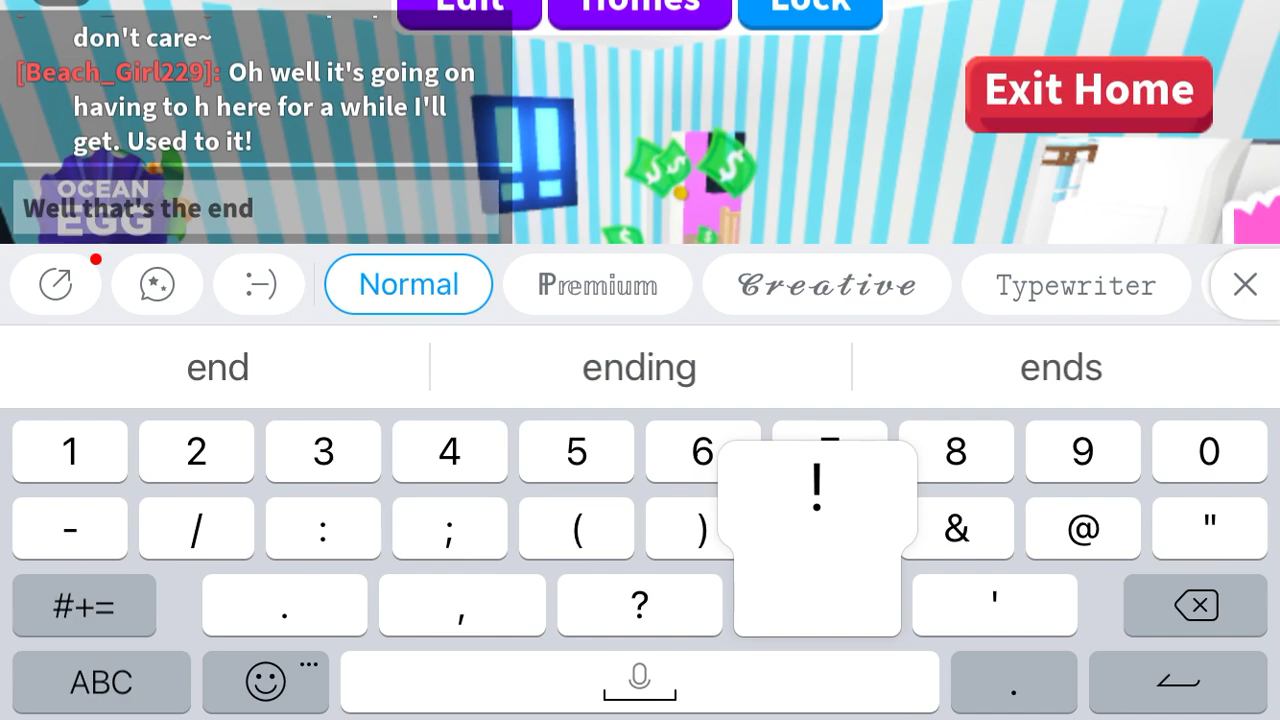 Edit Homes Lock
don't care~
[Beach_Girl229]: Oh well it's going on
having to h here for a while I'll
get. Used to it!
Exit Home
OCEAN
EGG
Well that's the end
:-) Normal Premium Creative Typewriter
end ending ends
1 2 3 4 5 6 7 8 9 0
- / : ; ( ) & @ "
#+= . , ? ! '
ABC .